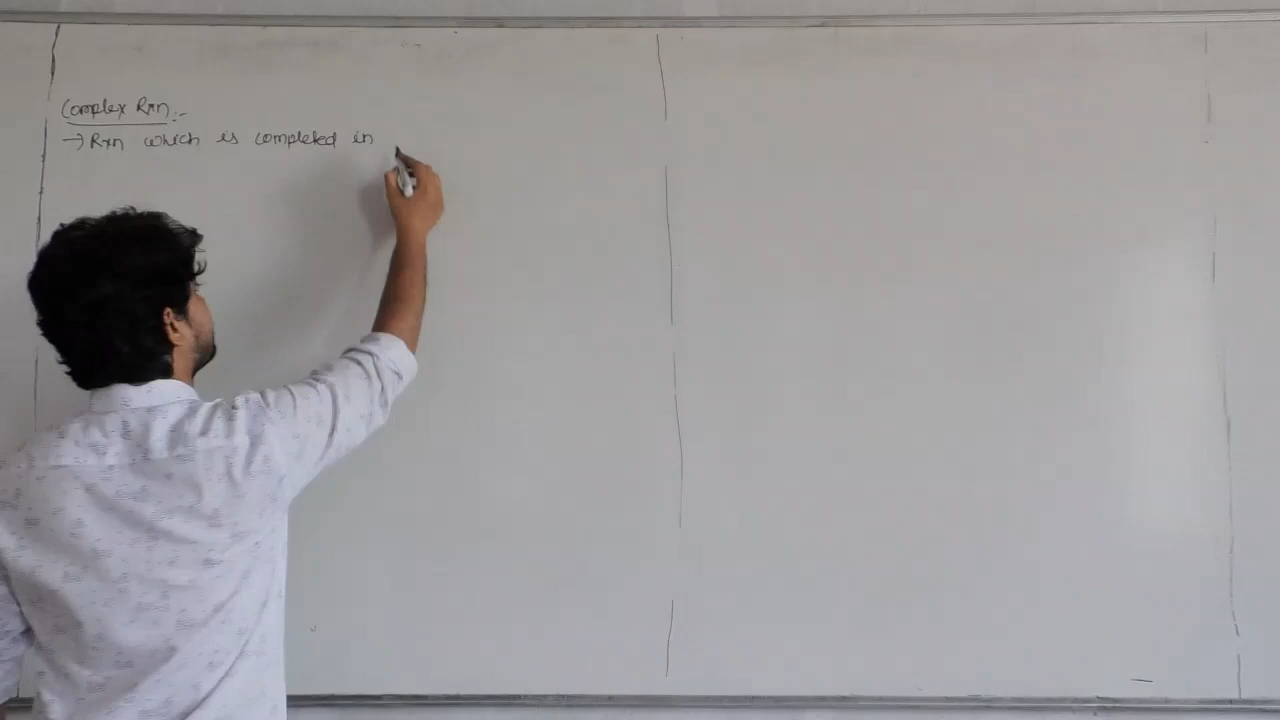 Complex Rxn :-
→ Rxn which is completed in